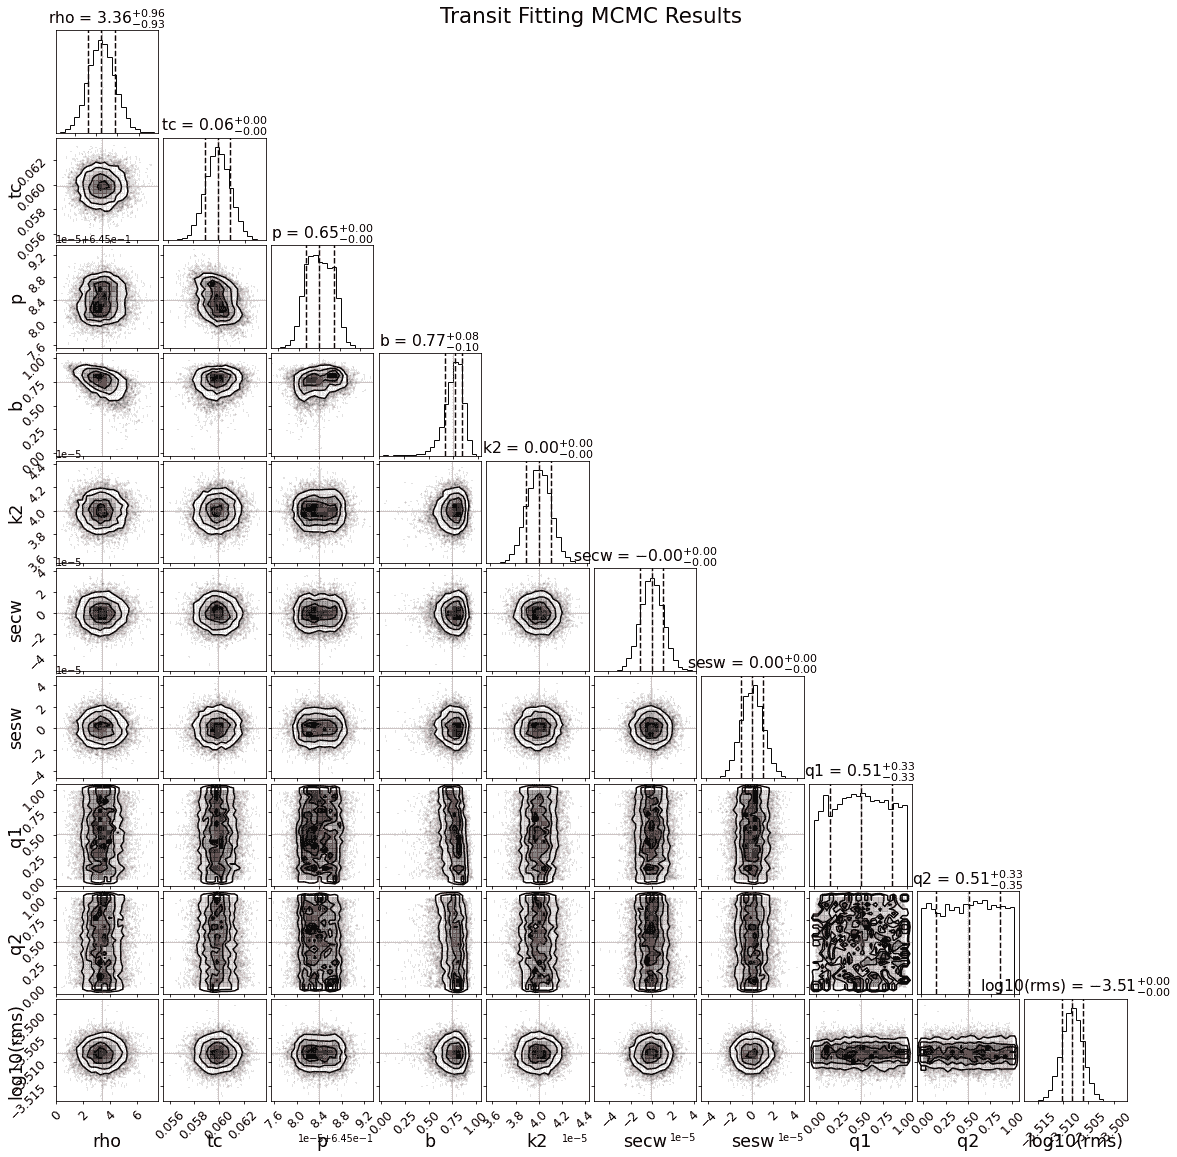 Transit Fitting MCMC Results
rho = 3.36+0.96 −0.93
tc = 0.06+0.00 −0.00
tc
0.062
0.060
0.058
0.056
1e−5+6.45e−1
p = 0.65+0.00 −0.00
p
9.2
8.8
8.4
8.0
7.6
b = 0.77+0.08 −0.10
b
1.00
0.75
0.50
0.25
0.00
1e−5
k2 = 0.00+0.00 −0.00
k2
4.4
4.2
4.0
3.8
3.6
1e−5
secw = −0.00+0.00 −0.00
secw
4
2
0
−2
−4
1e−5
sesw = 0.00+0.00 −0.00
sesw
4
2
0
−2
−4
q1 = 0.51+0.33 −0.33
q1
1.00
0.75
0.50
0.25
0.00
q2 = 0.51+0.33 −0.35
q2
1.00
0.75
0.50
0.25
0.00
log10(rms) = −3.51+0.00 −0.00
log10(rms)
−3.500
−3.505
−3.510
−3.515
0 2 4 6
0.056 0.058 0.060 0.062
7.6 8.0 8.4 8.8 9.2
0.00 0.25 0.50 0.75 1.00
3.6 3.8 4.0 4.2 4.4
−4 −2 0 2 4
−4 −2 0 2 4
0.00 0.25 0.50 0.75 1.00
0.00 0.25 0.50 0.75 1.00
−3.515 −3.510 −3.505 −3.500
1e−5+6.45e−1 1e−5 1e−5 1e−5
rho tc p b k2 secw sesw q1 q2 log10(rms)